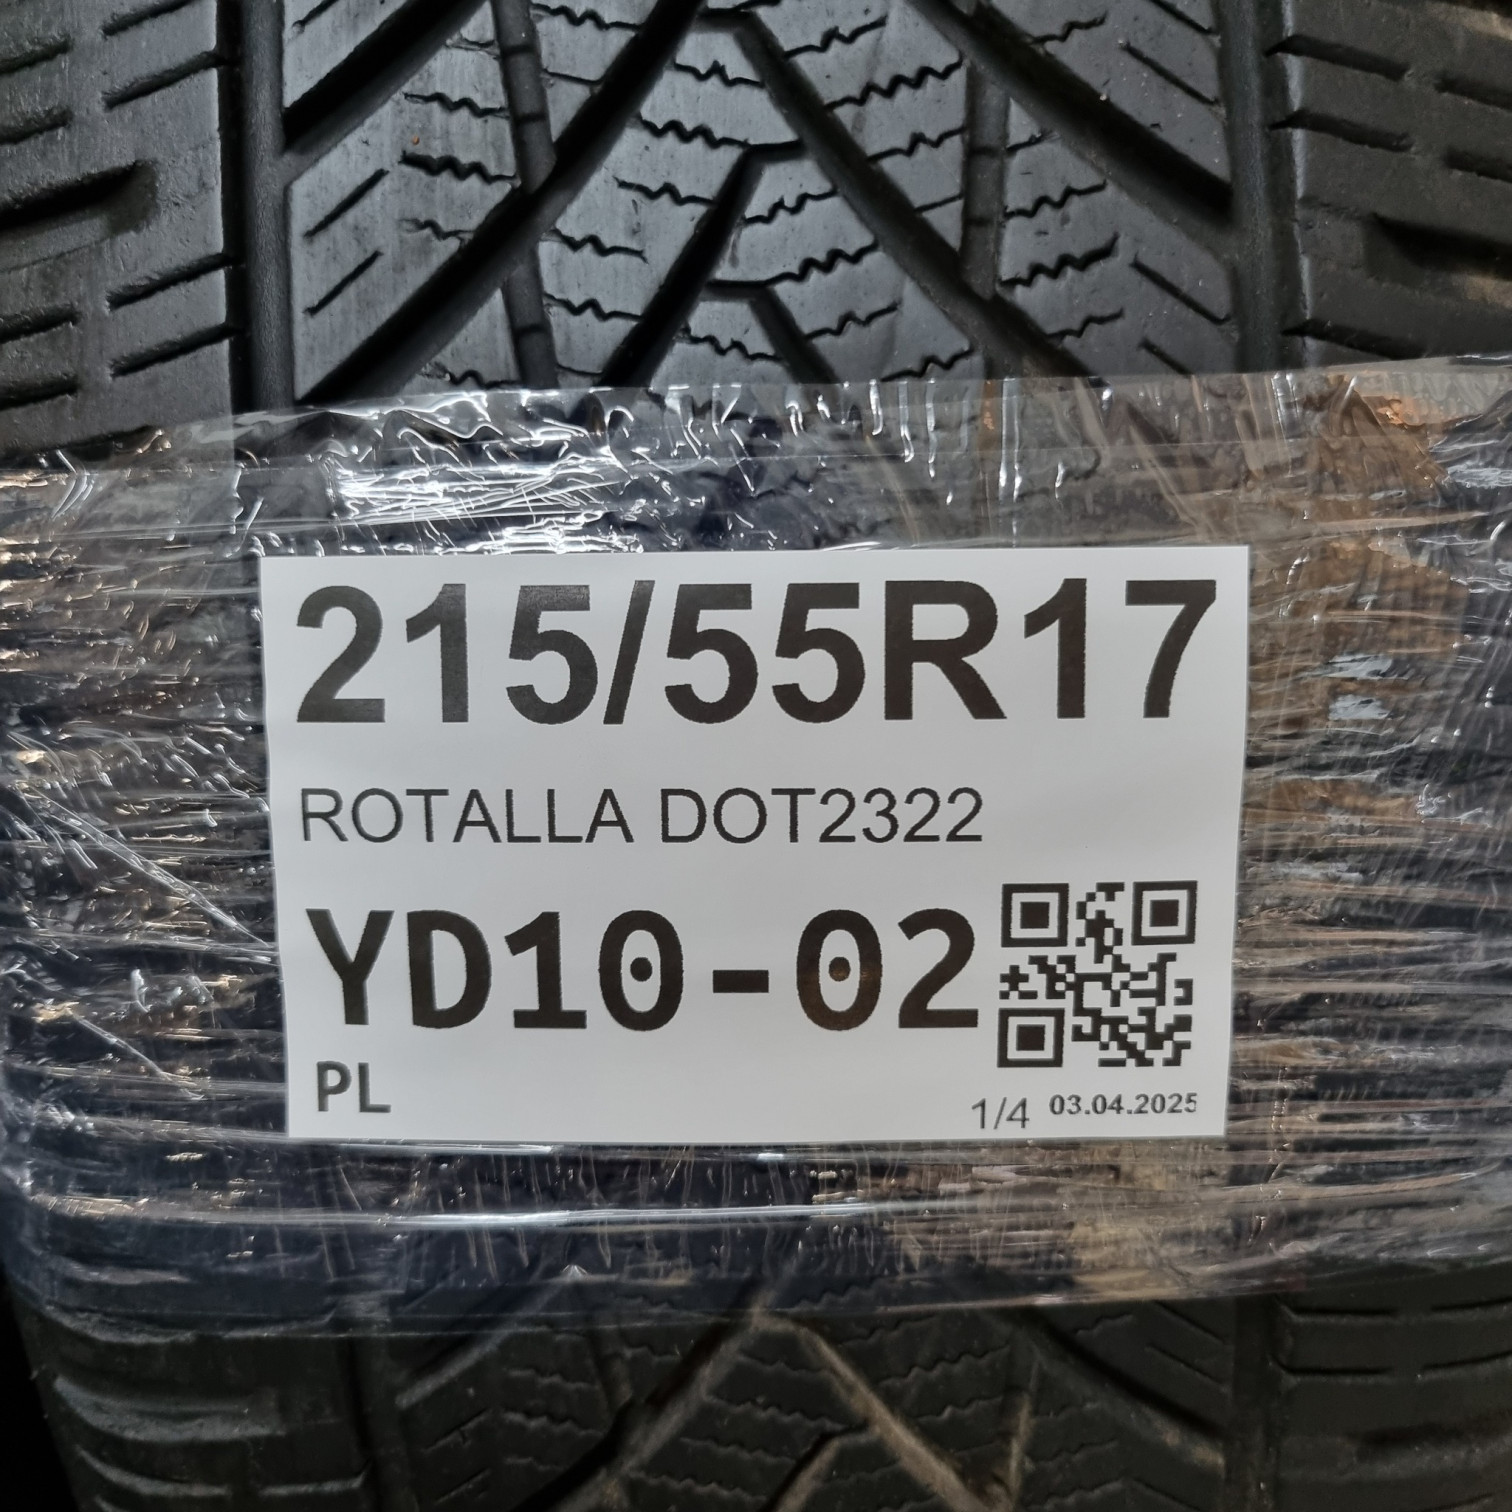 215/55R17
ROTALLA DOT2322
YD10-02
PL
1/4 03.04.2025